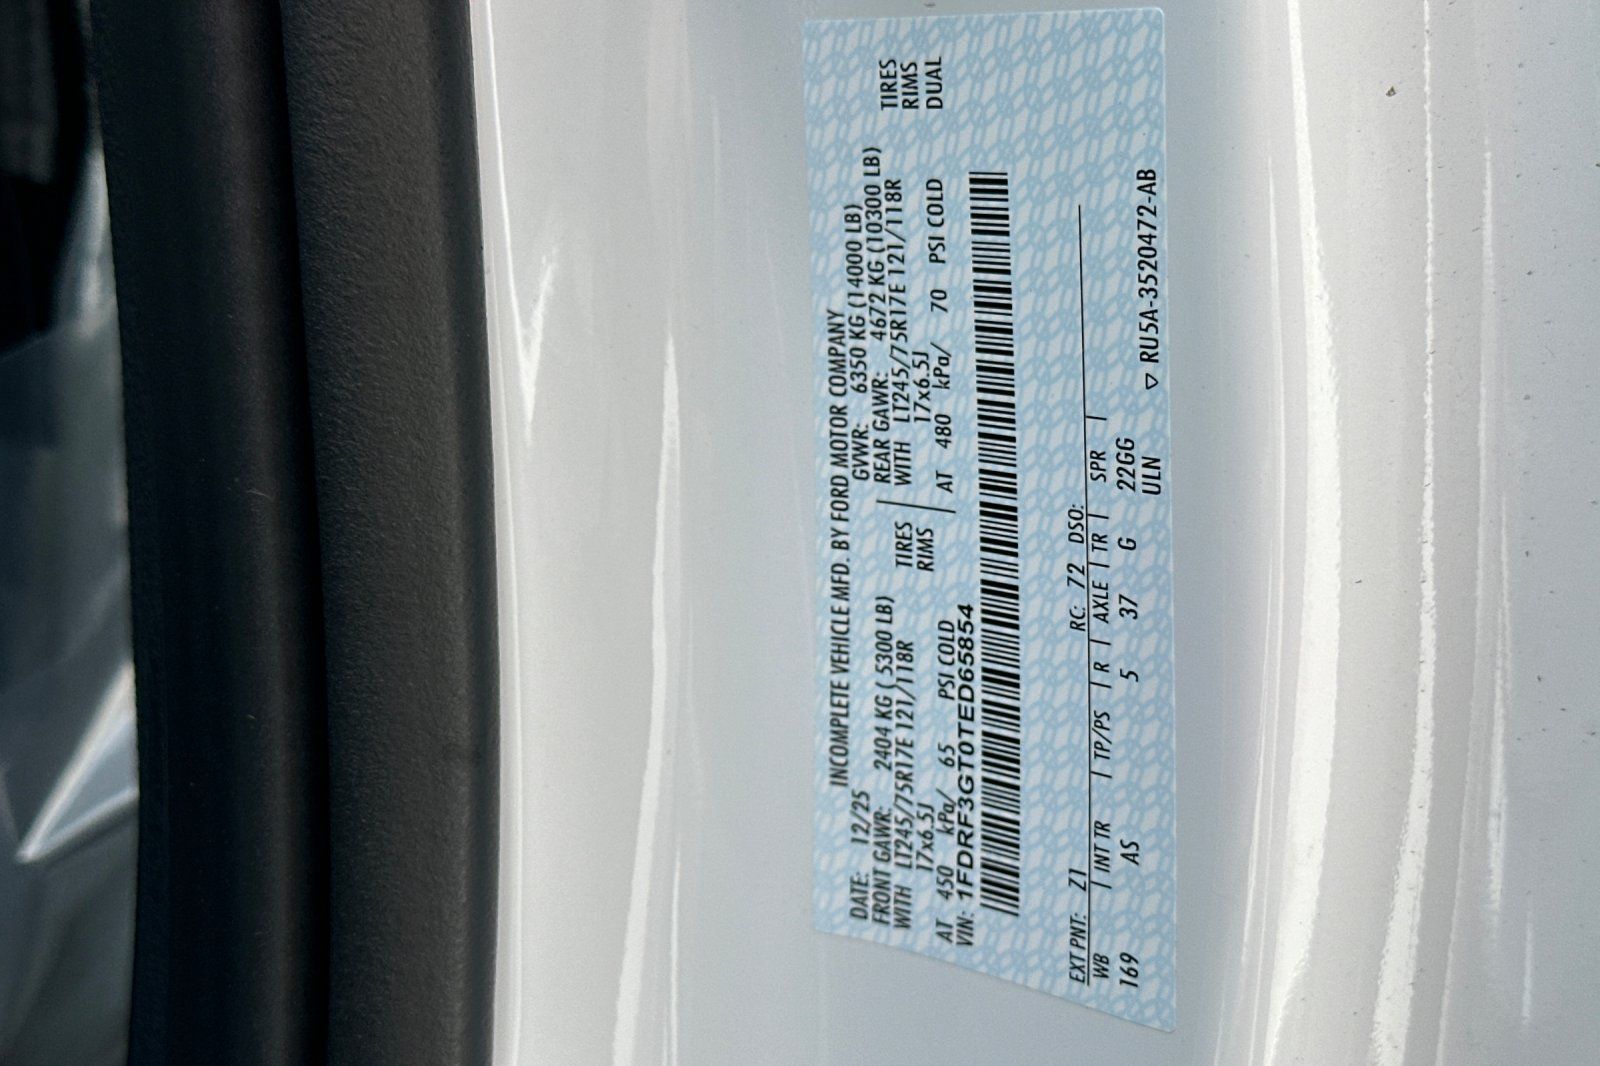 INCOMPLETE VEHICLE MFD. BY FORD MOTOR COMPANY
DATE: 12/25 GVWR: 6350 KG (14000 LB)
FRONT GAWR: 2404 KG ( 5300 LB) REAR GAWR: 4672 KG (10300 LB)
WITH LT245/75R17E 121/118R TIRES WITH LT245/75R17E 121/118R TIRES
17x6.5J RIMS 17x6.5J RIMS
AT 450 kPa/ 65 PSI COLD AT 480 kPa/ 70 PSI COLD DUAL
VIN: 1FDRF3GT0TED65854
EXT PNT: Z1 RC: 72 DSO:
WB | INT TR | TP/PS | R | AXLE | TR | SPR |
169 AS 5 37 G 22GG
ULN ▽ RU5A-3520472-AB